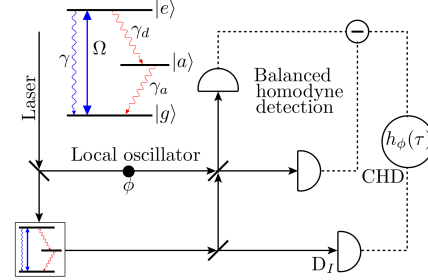 |e⟩
γ_d
Ω
γ
|a⟩
γ_a
|g⟩
Laser
Balanced
homodyne
detection
−
h_ϕ(τ)
Local oscillator
ϕ
CHD
D_I